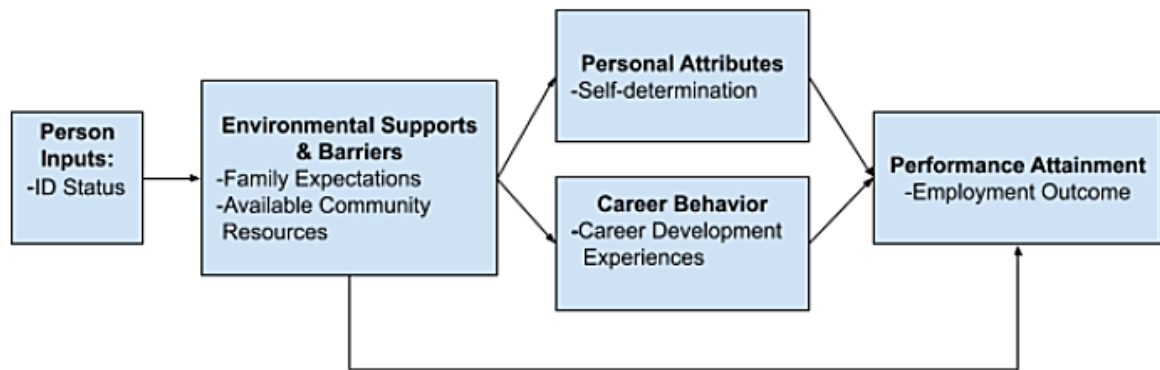 Person
Inputs:
-ID Status
Environmental Supports
& Barriers
-Family Expectations
-Available Community
Resources
Personal Attributes
-Self-determination
Career Behavior
-Career Development
Experiences
Performance Attainment
-Employment Outcome